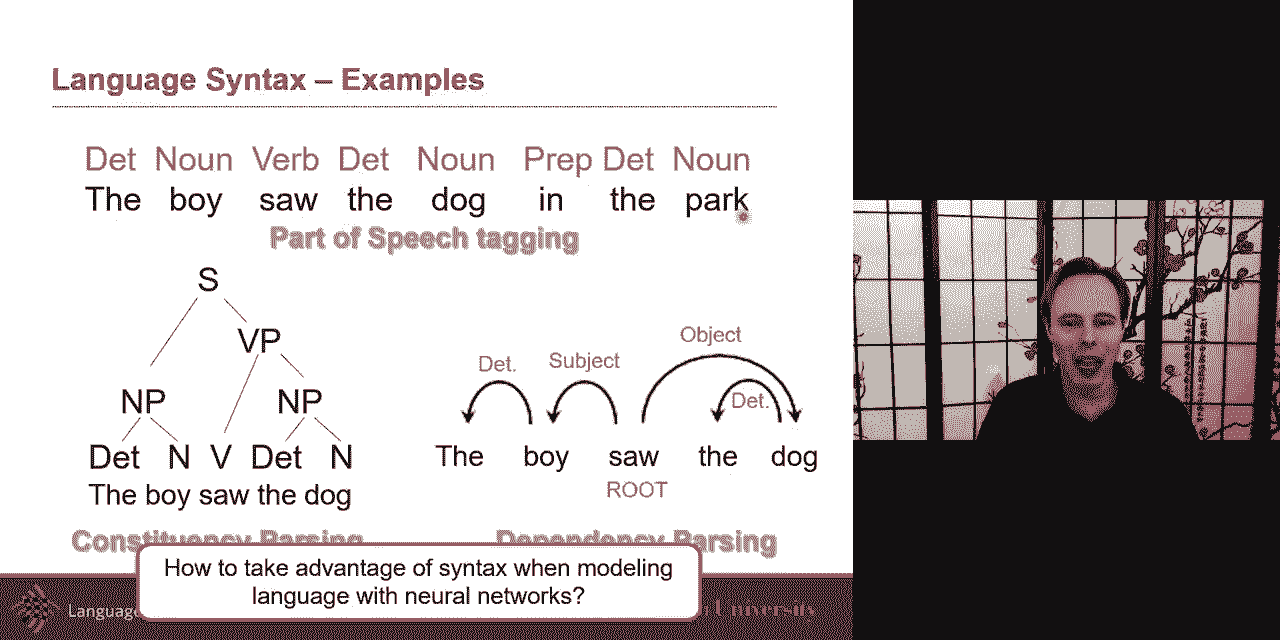 Language Syntax – Examples
Det Noun Verb Det Noun Prep Det Noun
The boy saw the dog in the park
Part of Speech tagging
S
VP
NP NP
Det N V Det N
The boy saw the dog
Constituency Parsing
Object
Det. Subject
Det.
The boy saw the dog
ROOT
Dependency Parsing
How to take advantage of syntax when modeling
language with neural networks?
Language
University